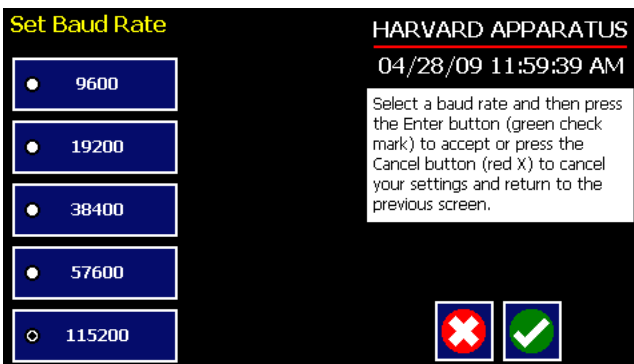 Set Baud Rate
9600
19200
38400
57600
115200
HARVARD APPARATUS
04/28/09 11:59:39 AM
Select a baud rate and then press
the Enter button (green check
mark) to accept or press the
Cancel button (red X) to cancel
your settings and return to the
previous screen.